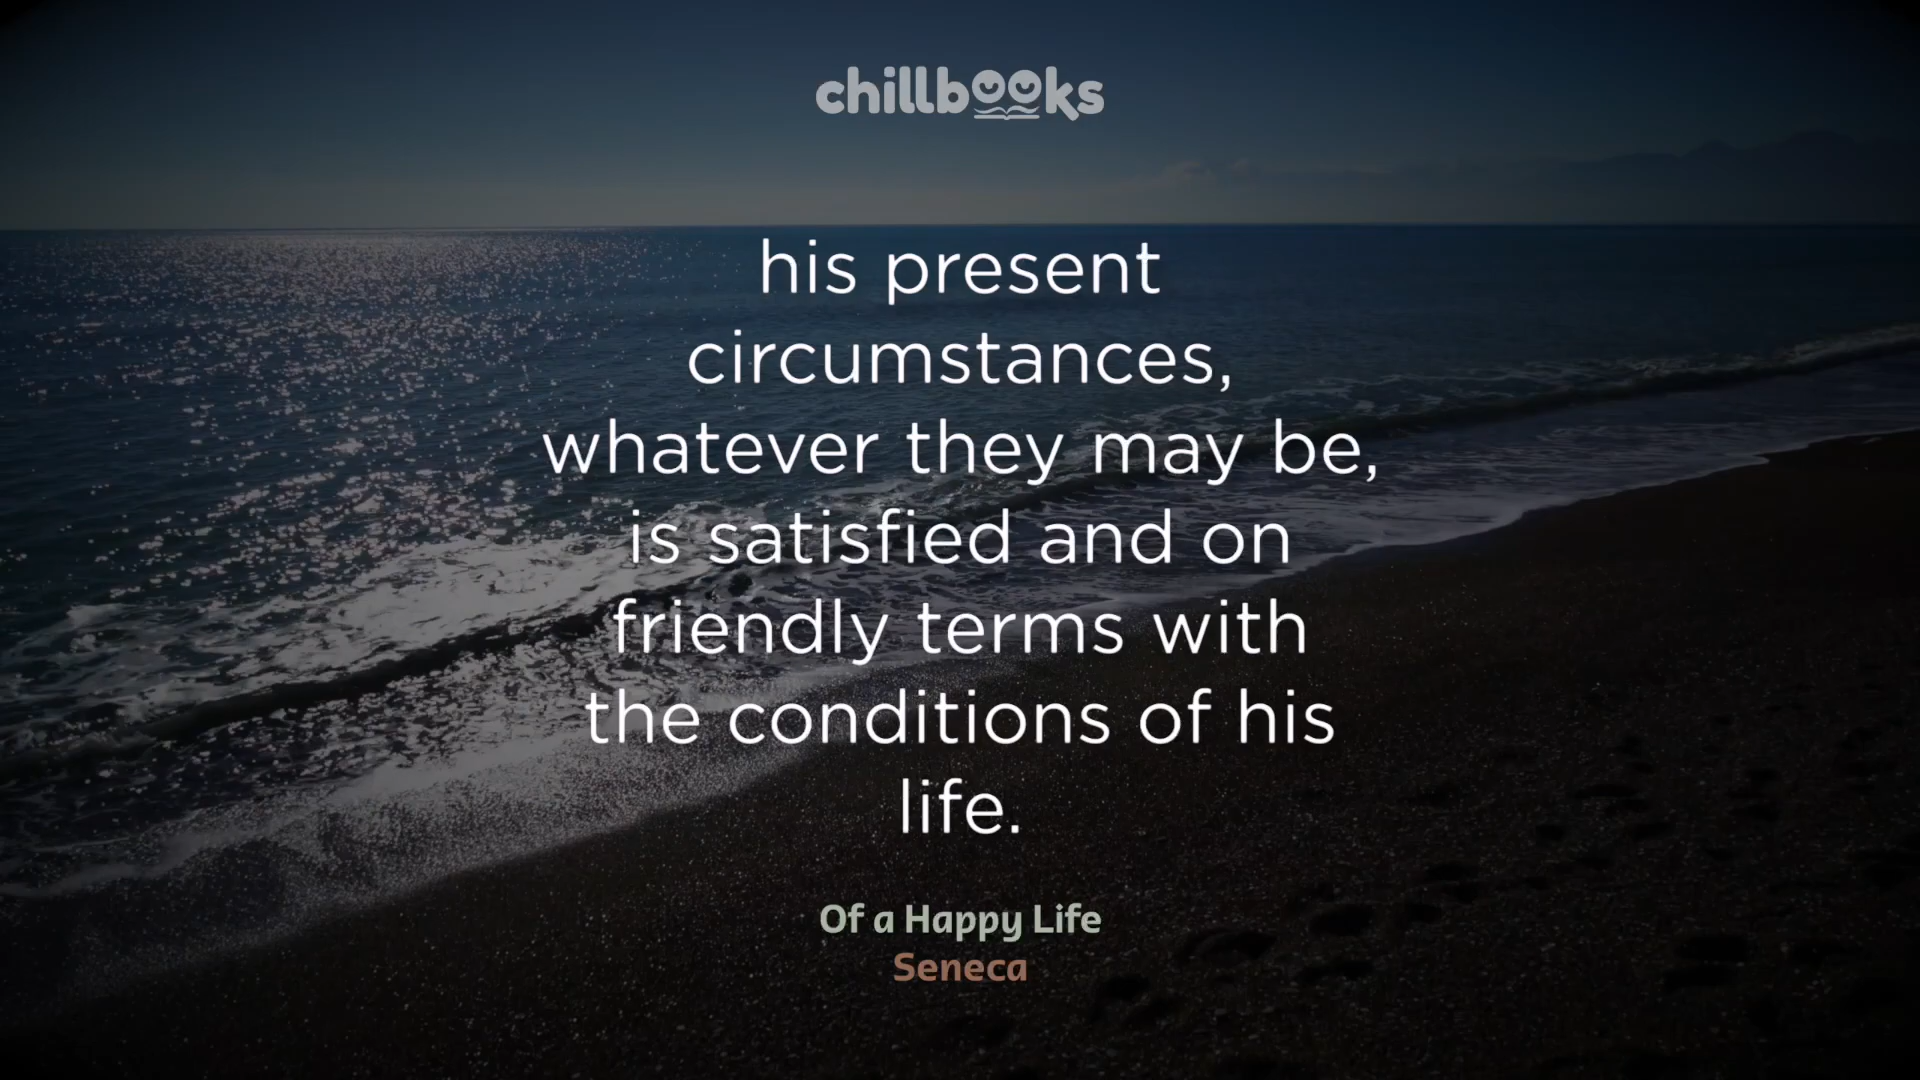 chillbooks
his present
circumstances,
whatever they may be,
is satisfied and on
friendly terms with
the conditions of his
life.
Of a Happy Life
Seneca